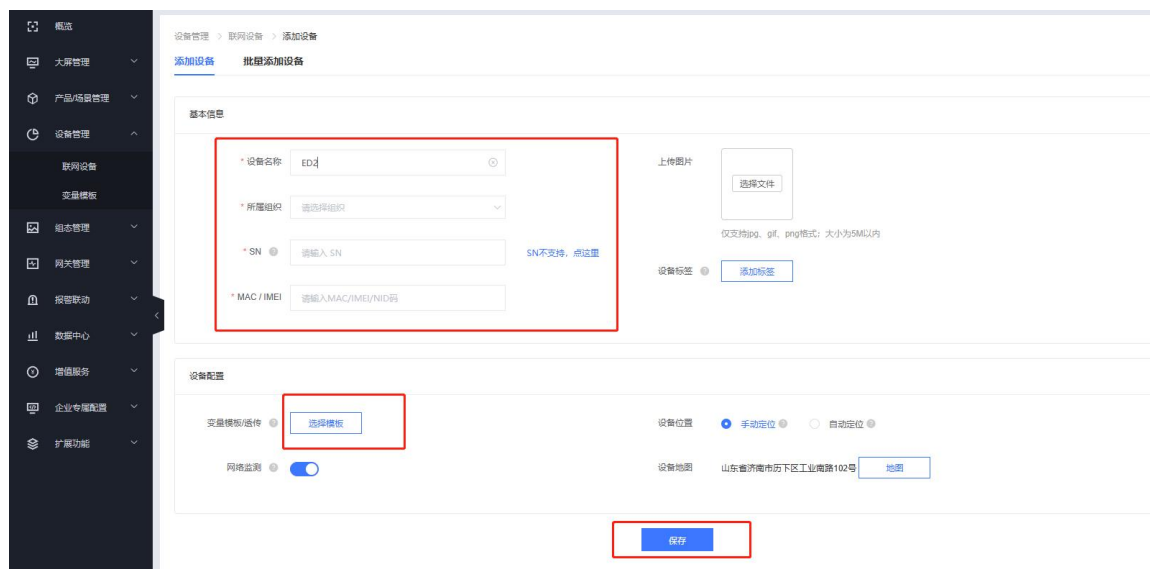 概览
大屏管理
产品/场景管理
设备管理
联网设备
变量模板
组态管理
网关管理
报警联动
数据中心
增值服务
企业专属配置
扩展功能
设备管理 > 联网设备 > 添加设备
添加设备 批量添加设备
基本信息
* 设备名称 ED2
* 所属组织 请选择组织
* SN 请输入 SN SN不支持，点这里
* MAC / IMEI 请输入MAC/IMEI/NID码
上传图片 选择文件
仅支持jpg、gif、png格式；大小为5M以内
设备标签 添加标签
设备配置
变量模板/透传 选择模板
网络监测
设备位置 手动定位 自动定位
设备地图 山东省济南市历下区工业南路102号 地图
保存